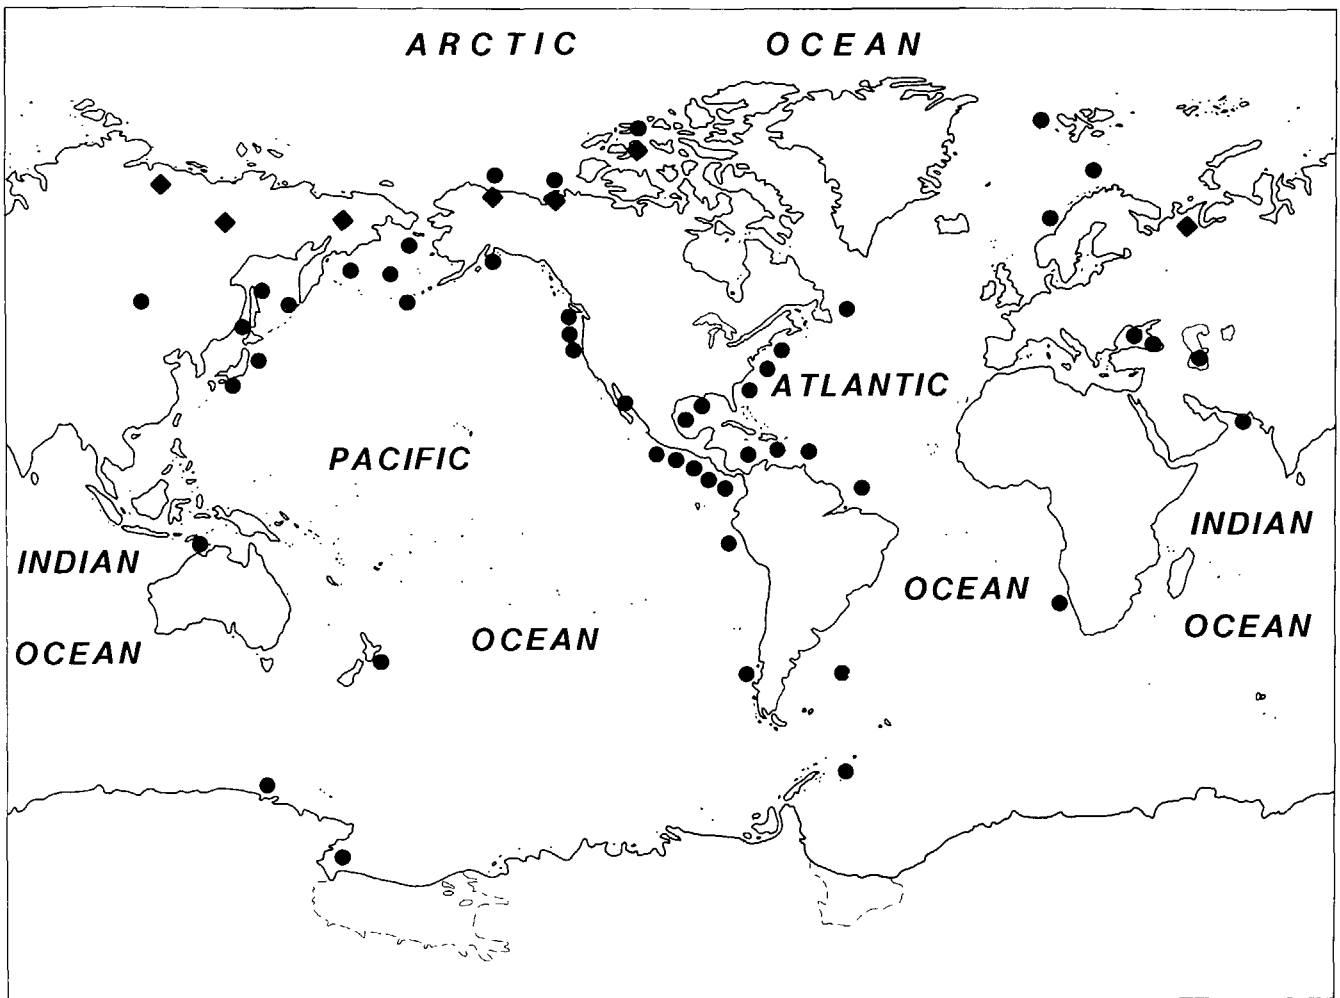 ARCTIC OCEAN
ATLANTIC
PACIFIC
INDIAN
INDIAN
OCEAN
OCEAN
OCEAN
OCEAN